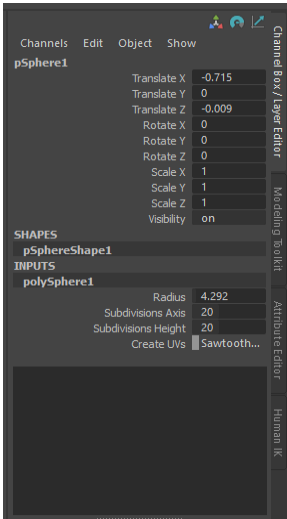 Channels Edit Object Show
pSphere1
Translate X -0.715
Translate Y 0
Translate Z -0.009
Rotate X 0
Rotate Y 0
Rotate Z 0
Scale X 1
Scale Y 1
Scale Z 1
Visibility on
SHAPES
pSphereShape1
INPUTS
polySphere1
Radius 4.292
Subdivisions Axis 20
Subdivisions Height 20
Create UVs Sawtooth...
Channel Box / Layer Editor
Modeling Toolkit
Attribute Editor
Human IK